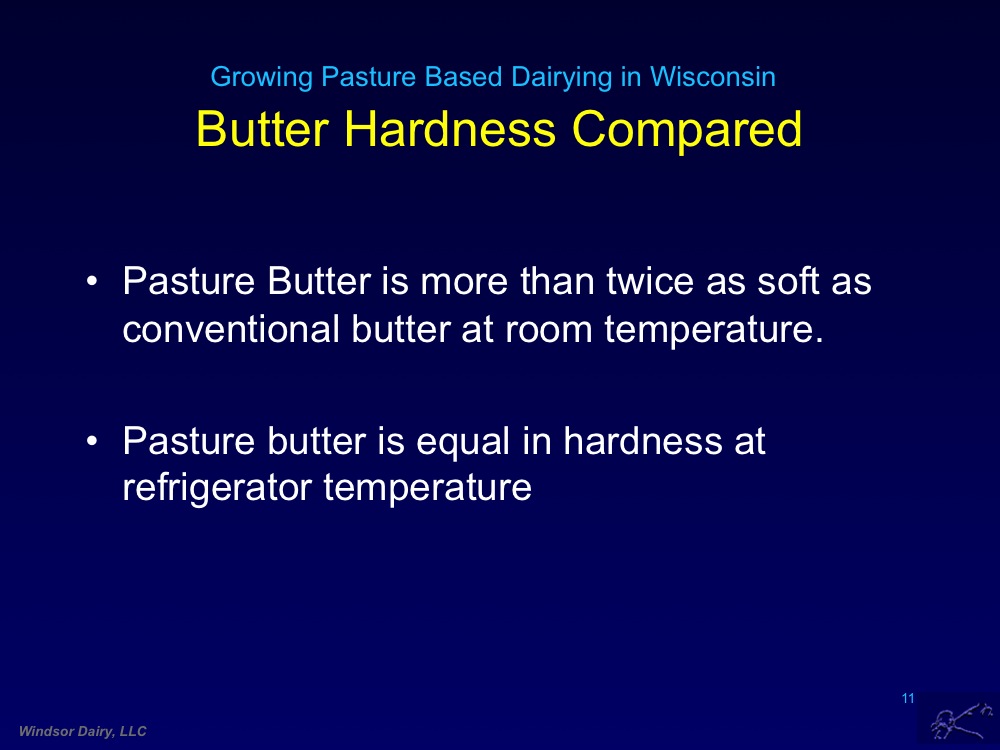 Growing Pasture Based Dairying in Wisconsin
Butter Hardness Compared
• Pasture Butter is more than twice as soft as
conventional butter at room temperature.
• Pasture butter is equal in hardness at
refrigerator temperature
11
Windsor Dairy, LLC